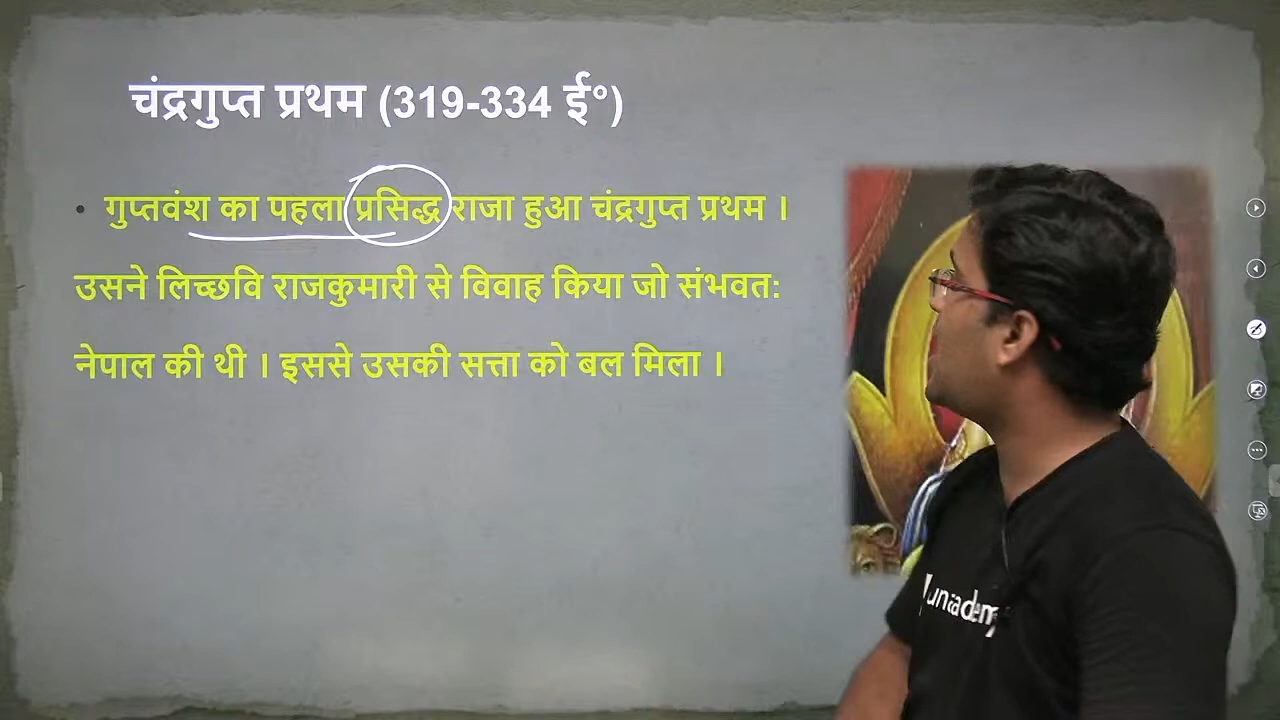 चंद्रगुप्त प्रथम (319-334 ई°)
• गुप्तवंश का पहला प्रसिद्ध राजा हुआ चंद्रगुप्त प्रथम ।
उसने लिच्छवि राजकुमारी से विवाह किया जो संभवत:
नेपाल की थी । इससे उसकी सत्ता को बल मिला ।
unacademy